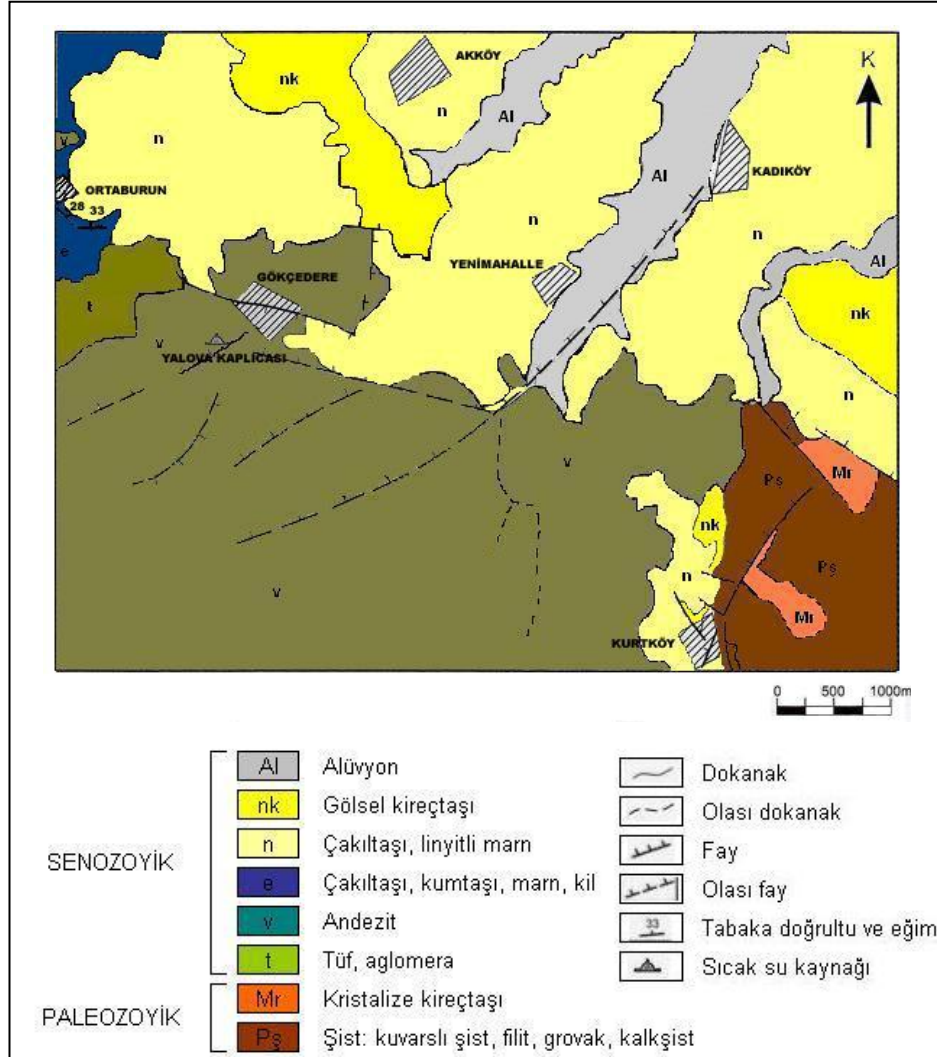 AKKÖY
K
nk
n
n
Al
v
Al
KADIKÖY
ORTABURUN
28 33
n
n
e
YENİMAHALLE
Al
GÖKÇEDERE
t
nk
v
YALOVA KAPLICASI
n
v
Mr
Pş
nk
n
Pş
v
Mr
KURTKÖY
0 500 1000m
SENOZOYİK
Al Alüvyon
nk Gölsel kireçtaşı
n Çakıltaşı, linyitli marn
e Çakıltaşı, kumtaşı, marn, kil
v Andezit
t Tüf, aglomera
PALEOZOYİK
Mr Kristalize kireçtaşı
Pş Şist: kuvarslı şist, filit, grovak, kalkşist
Dokanak
Olası dokanak
Fay
Olası fay
33 Tabaka doğrultu ve eğim
Sıcak su kaynağı